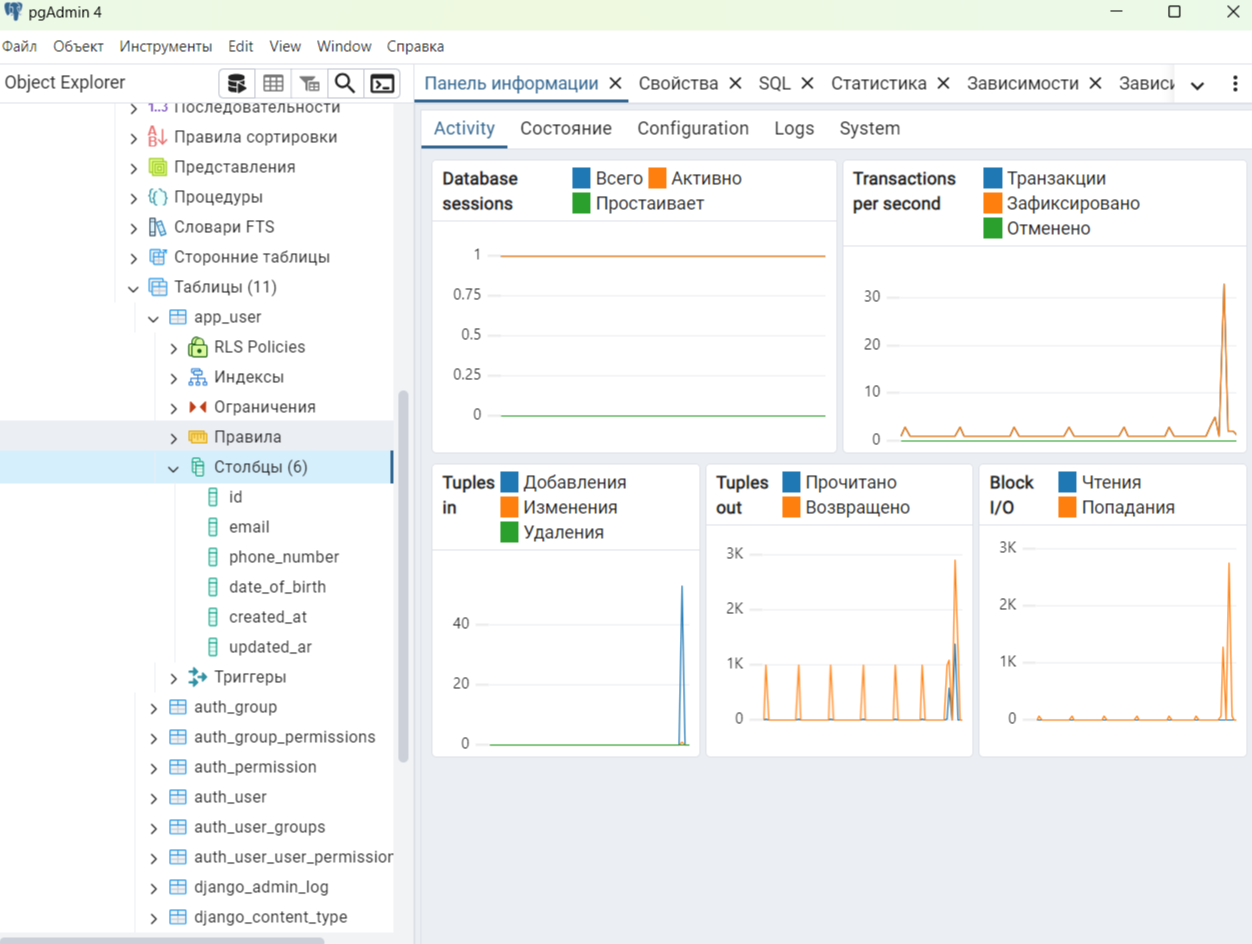 pgAdmin 4
Файл Объект Инструменты Edit View Window Справка
Object Explorer
Последовательности
Правила сортировки
Представления
Процедуры
Словари FTS
Сторонние таблицы
Таблицы (11)
app_user
RLS Policies
Индексы
Ограничения
Правила
Столбцы (6)
id
email
phone_number
date_of_birth
created_at
updated_ar
Триггеры
auth_group
auth_group_permissions
auth_permission
auth_user
auth_user_groups
auth_user_user_permission
django_admin_log
django_content_type
Панель информации Свойства SQL Статистика Зависимости Завис
Activity Состояние Configuration Logs System
Database sessions
Всего Активно
Простаивает
1
0.75
0.5
0.25
0
Transactions per second
Транзакции
Зафиксировано
Отменено
30
20
10
0
Tuples in
Добавления
Изменения
Удаления
40
20
0
Tuples out
Прочитано
Возвращено
3K
2K
1K
0
Block I/O
Чтения
Попадания
3K
2K
1K
0